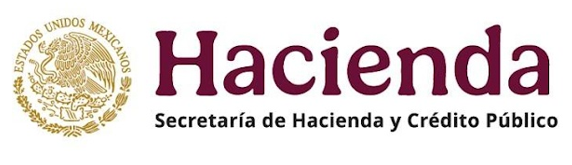 ESTADOS UNIDOS MEXICANOS
Hacienda
Secretaría de Hacienda y Crédito Público